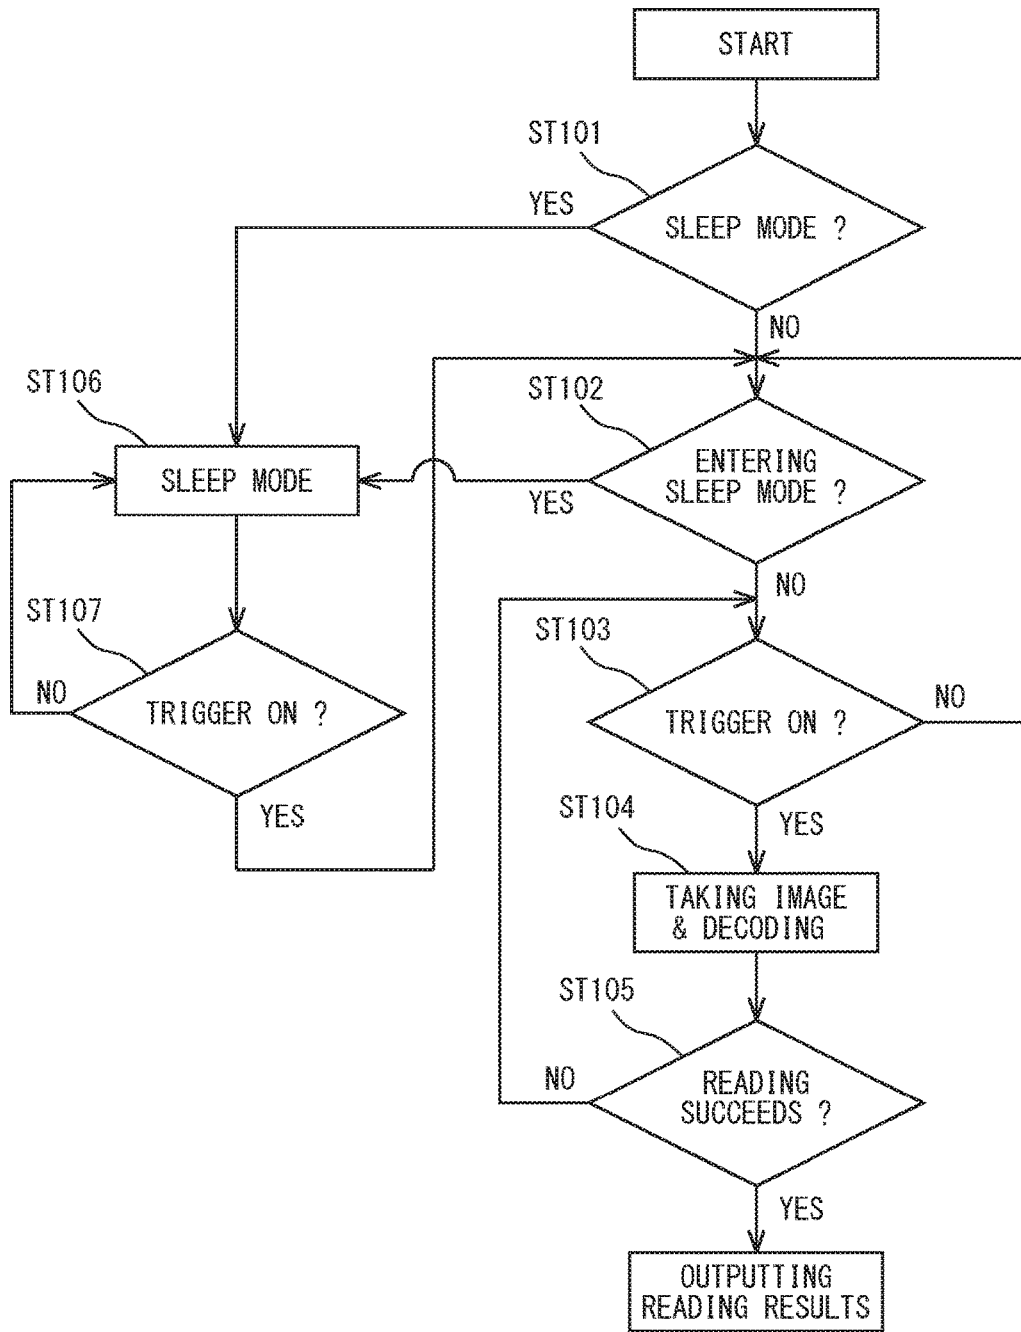 START
ST101
YES
SLEEP MODE ?
NO
ST106
ST102
SLEEP MODE
ENTERING
SLEEP MODE ?
YES
NO
ST107
ST103
NO
TRIGGER ON ?
TRIGGER ON ?
NO
YES
ST104
YES
TAKING IMAGE
& DECODING
ST105
NO
READING
SUCCEEDS ?
YES
OUTPUTTING
READING RESULTS